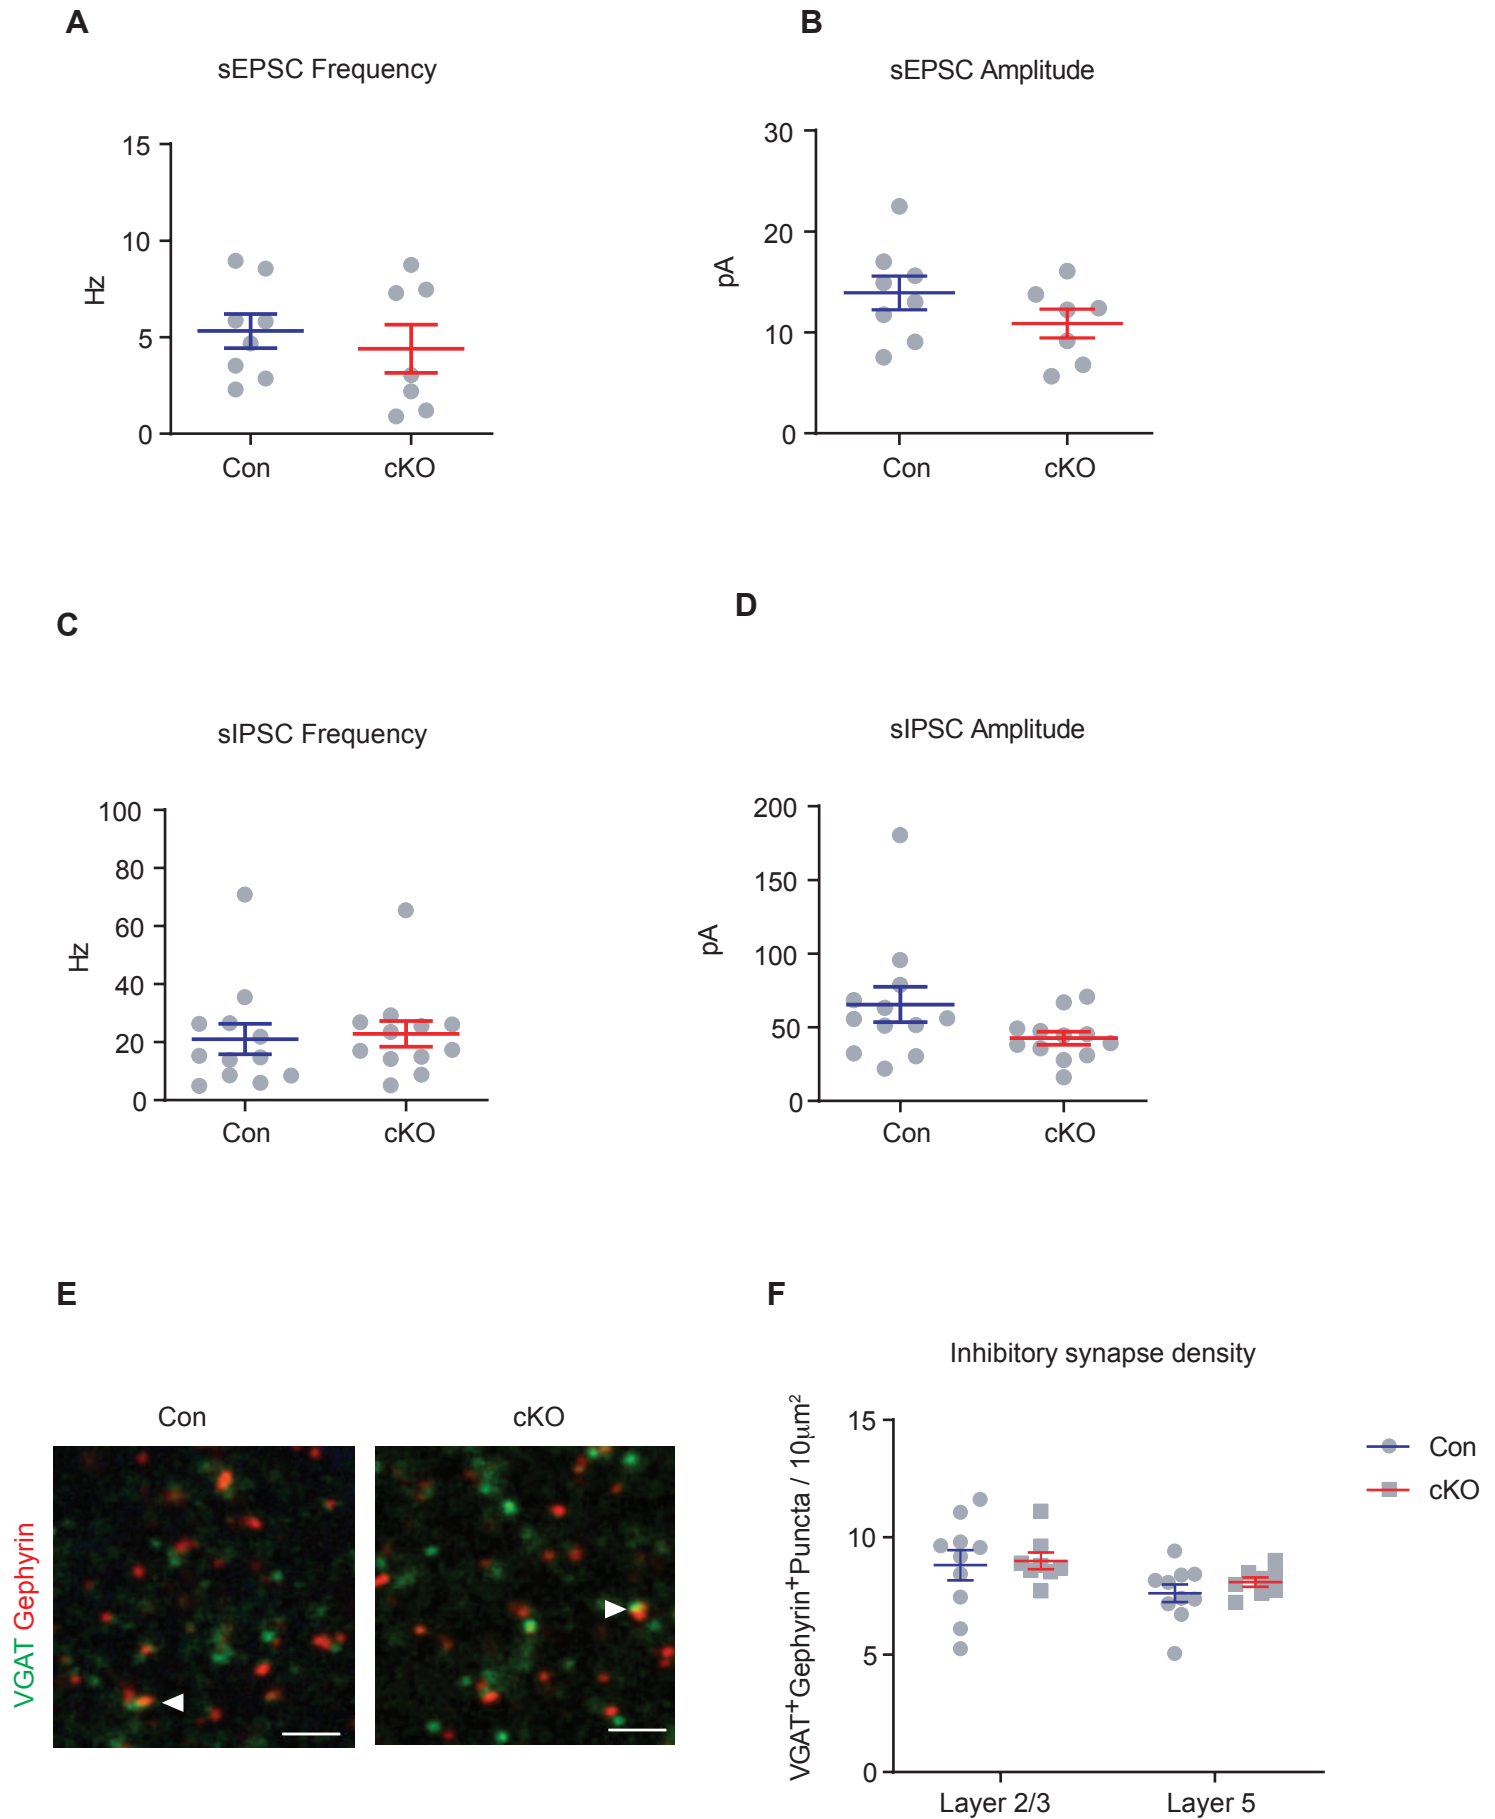 A
B
sEPSC Frequency
sEPSC Amplitude
15
10
5
0
Hz
Con
cKO
30
20
10
0
pA
Con
cKO
C
D
sIPSC Frequency
sIPSC Amplitude
100
80
60
40
20
0
Hz
Con
cKO
200
150
100
50
0
pA
Con
cKO
E
F
Con
cKO
VGAT Gephyrin
Inhibitory synapse density
VGAT⁺Gephyrin⁺Puncta / 10µm²
15
10
5
0
Layer 2/3
Layer 5
Con
cKO